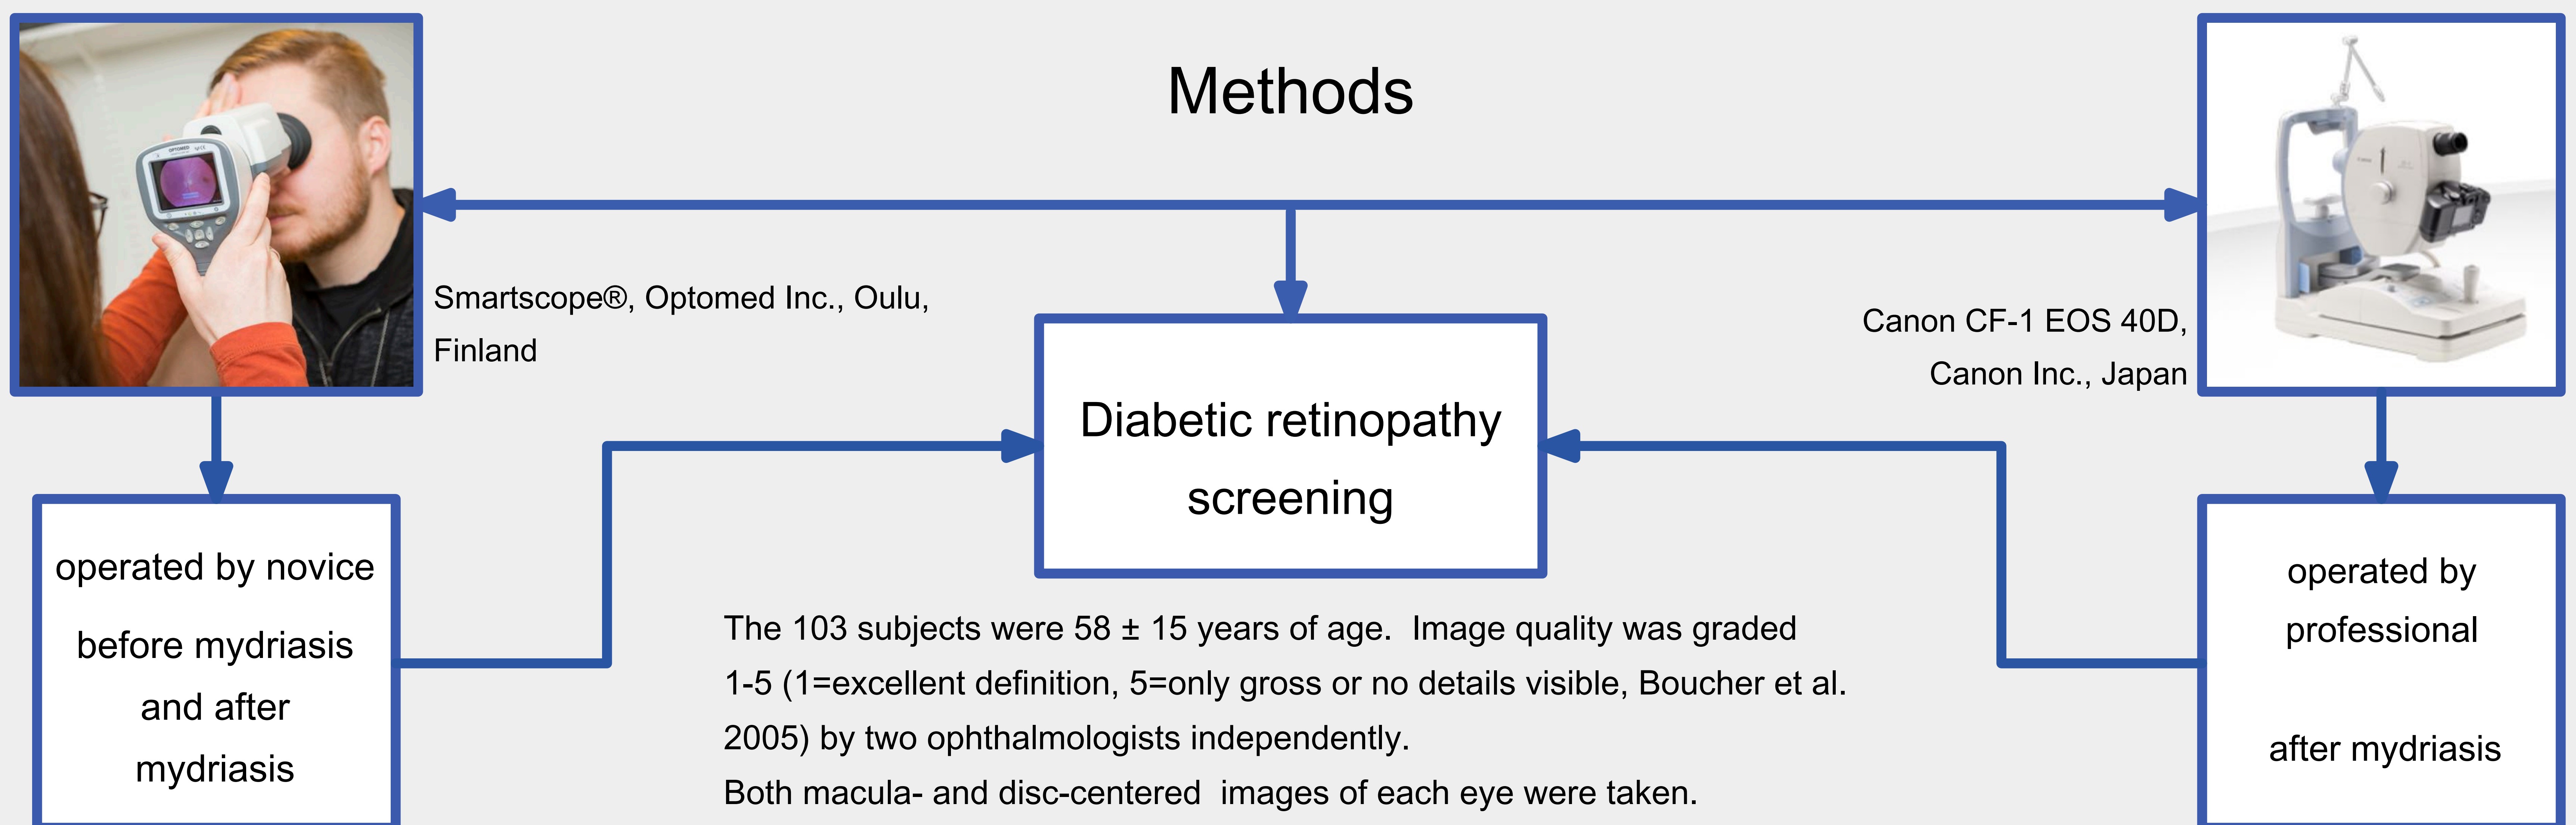 Methods
OPTOMED
Smartscope®, Optomed Inc., Oulu,
Finland
Canon CF-1 EOS 40D,
Canon Inc., Japan
Diabetic retinopathy
screening
operated by novice
before mydriasis
and after
mydriasis
The 103 subjects were 58 ± 15 years of age.  Image quality was graded
1-5 (1=excellent definition, 5=only gross or no details visible, Boucher et al.
2005) by two ophthalmologists independently.
Both macula- and disc-centered  images of each eye were taken.
operated by
professional
after mydriasis